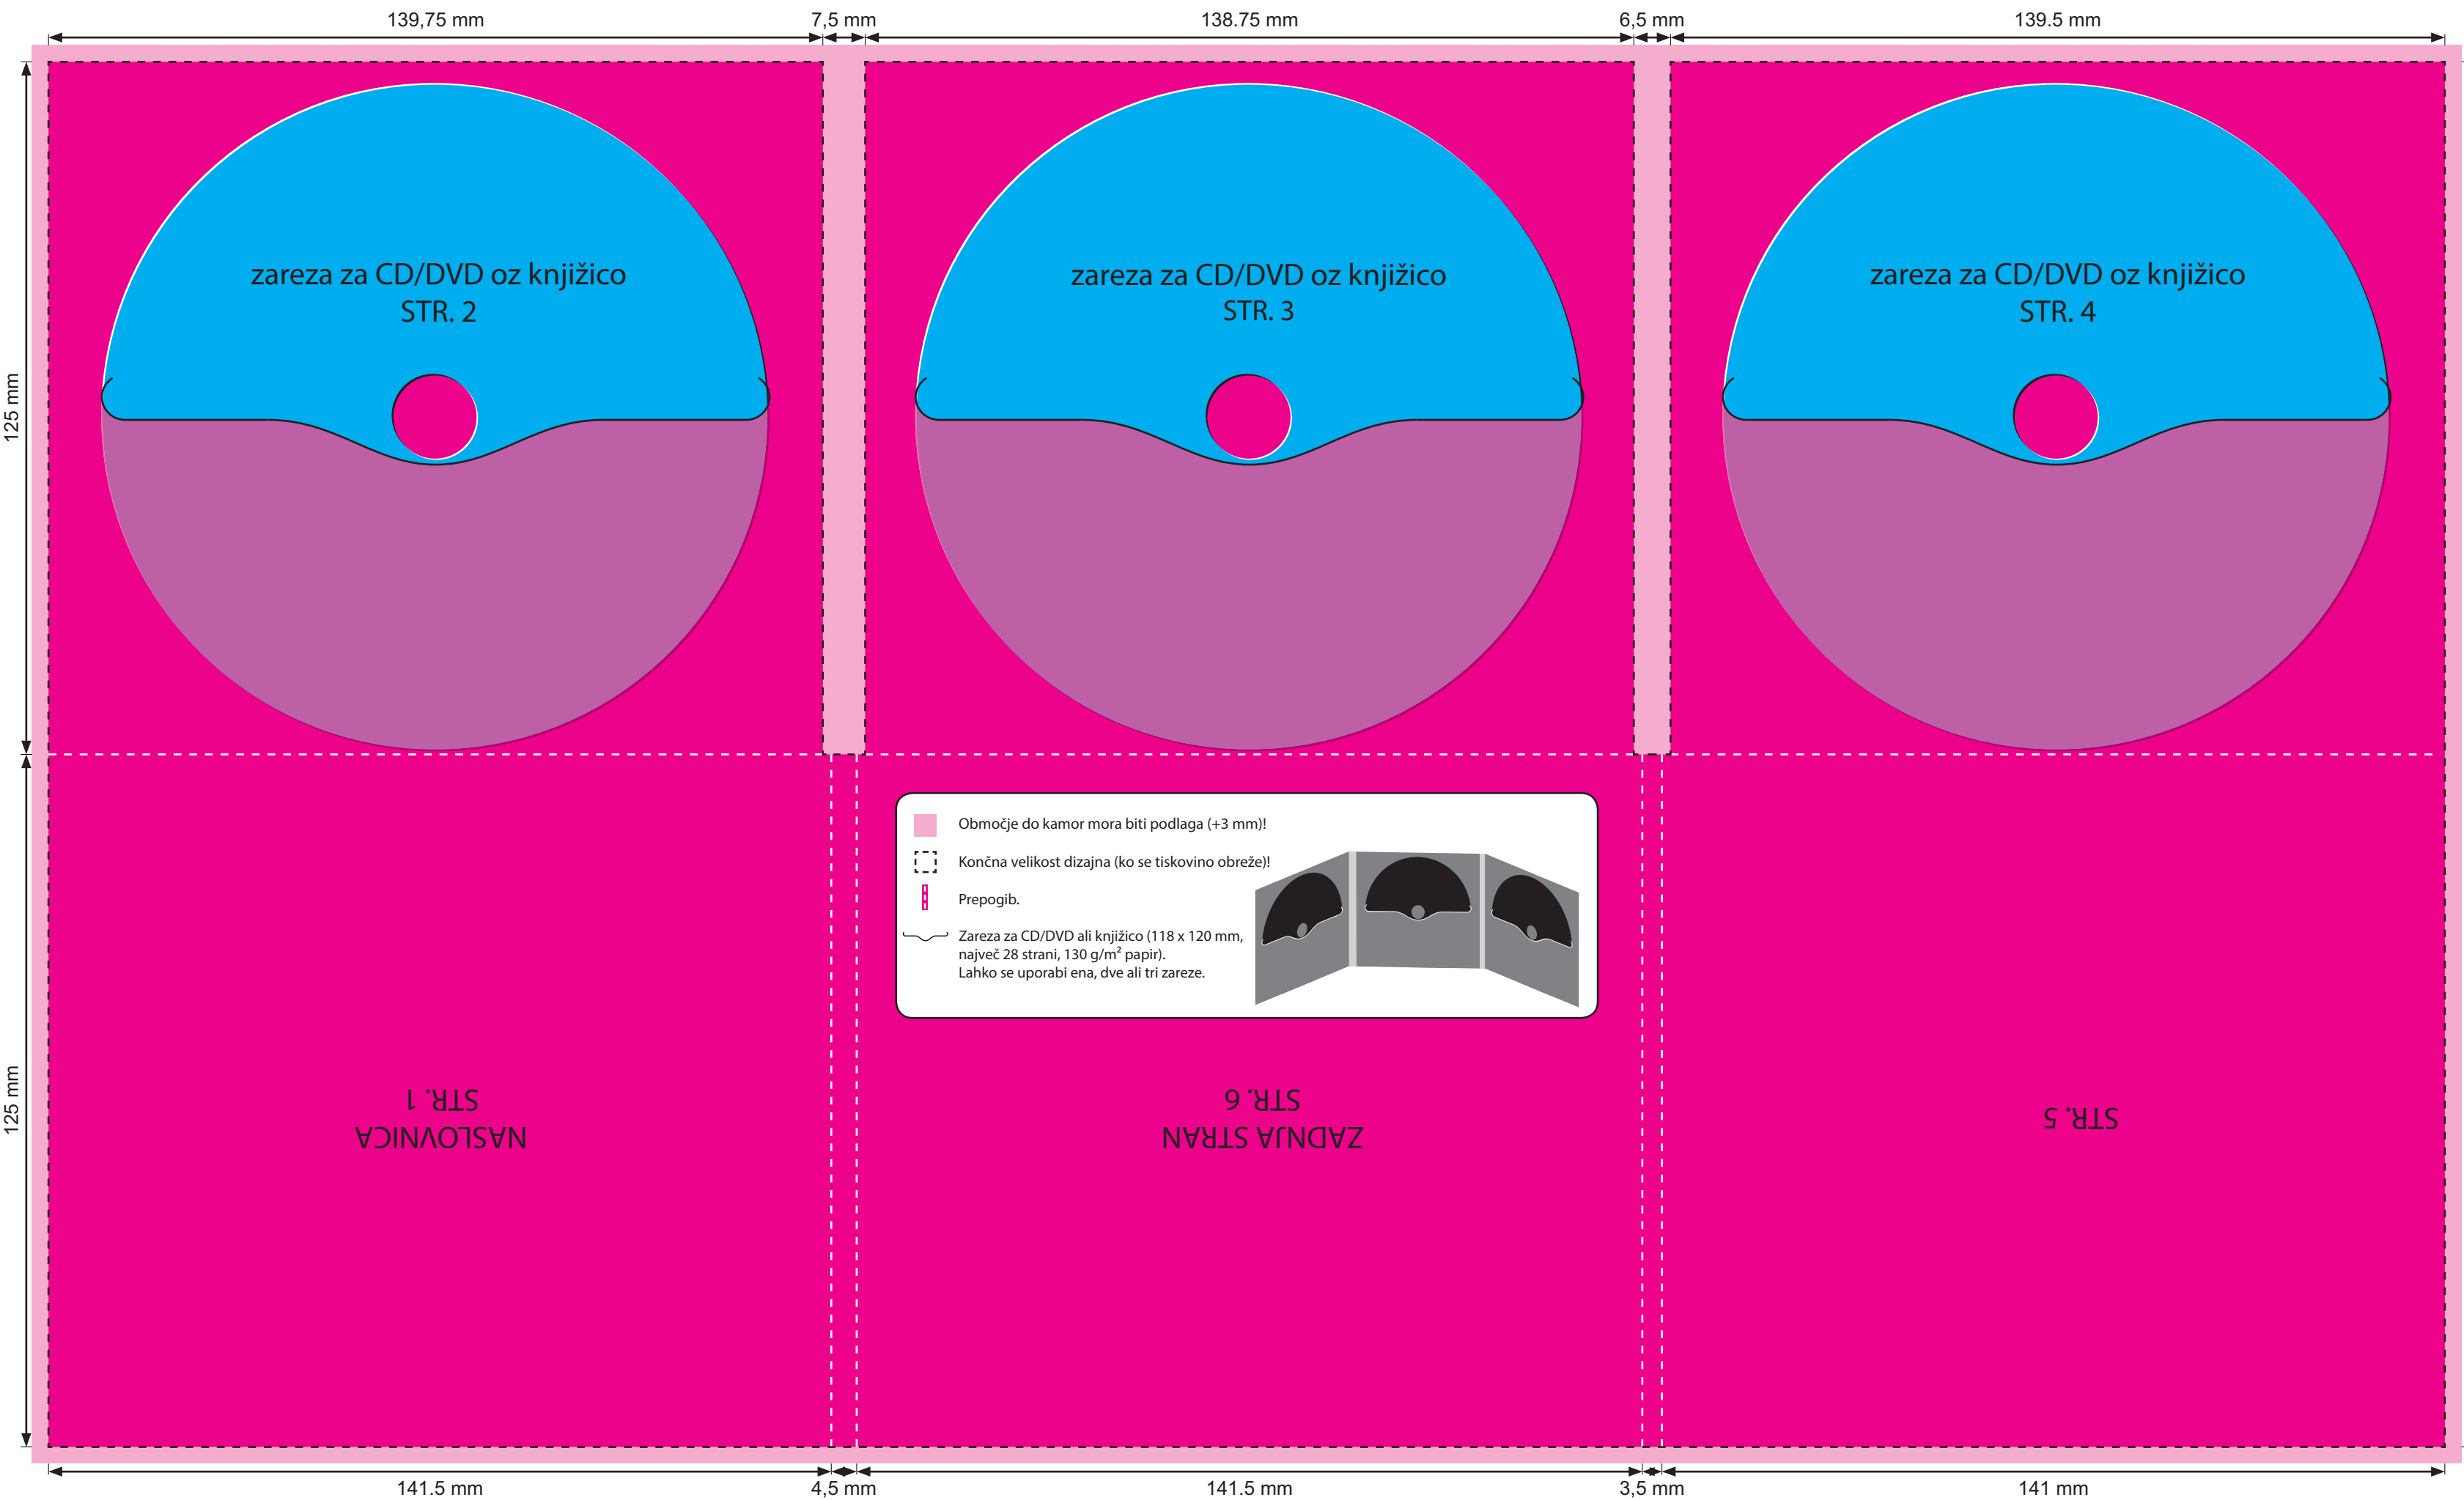 139,75 mm
7,5 mm
138.75 mm
6,5 mm
139.5 mm
125 mm
zareza za CD/DVD oz knjižico
STR. 2
zareza za CD/DVD oz knjižico
STR. 3
zareza za CD/DVD oz knjižico
STR. 4
125 mm
Območje do kamor mora biti podlaga (+3 mm)!
Končna velikost dizajna (ko se tiskovino obreže)!
Prepogib.
Zareza za CD/DVD ali knjižico (118 x 120 mm,
največ 28 strani, 130 g/m² papir).
Lahko se uporabi ena, dve ali tri zareze.
NASLOVNICA
STR. 1
ZADNJA STRAN
STR. 6
STR. 5
141.5 mm
4,5 mm
141.5 mm
3,5 mm
141 mm